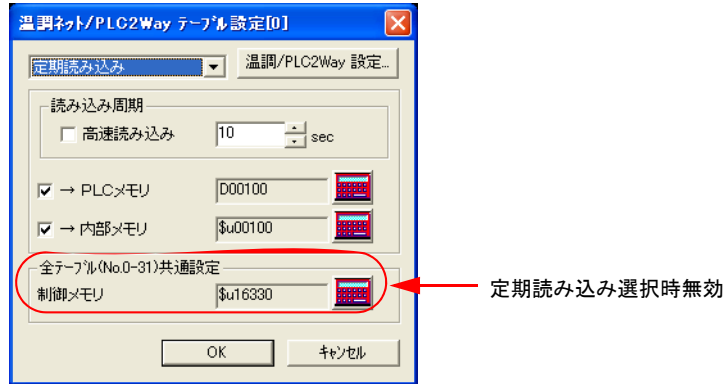 温調ネット/PLC2Way テーブル設定[0]
定期読み込み
温調/PLC2Way 設定...
読み込み周期
高速読み込み
10
sec
→ PLCメモリ
D00100
→ 内部メモリ
$u00100
全テーブル(No.0-31)共通設定
制御メモリ
$u16330
定期読み込み選択時無効
OK
キャンセル